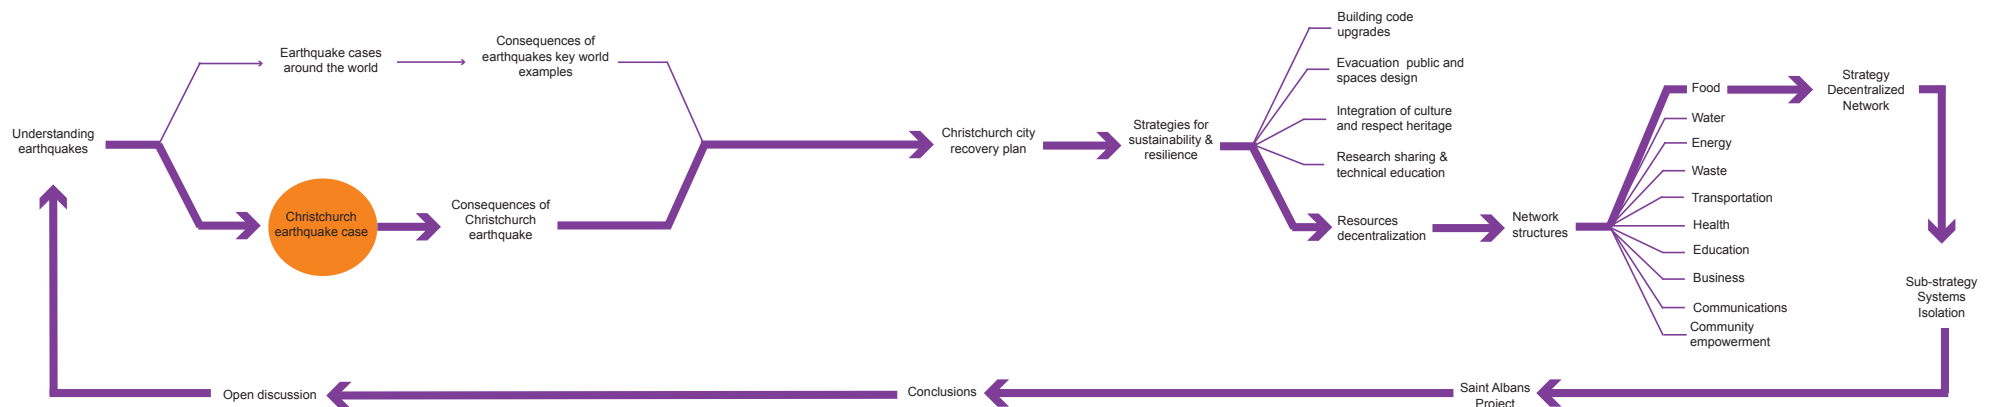 Understanding
earthquakes
Earthquake cases
around the world
Consequences of
earthquakes key world
examples
Christchurch
earthquake case
Consequences of
Christchurch
earthquake
Christchurch city
recovery plan
Strategies for
sustainability &
resilience
Building code
upgrades
Evacuation  public and
spaces design
Integration of culture
and respect heritage
Research sharing &
technical education
Resources
decentralization
Network
structures
Food
Water
Energy
Waste
Transportation
Health
Education
Business
Communications
Community
empowerment
Strategy
Decentralized
Network
Sub-strategy
Systems
Isolation
Saint Albans
Project
Conclusions
Open discussion